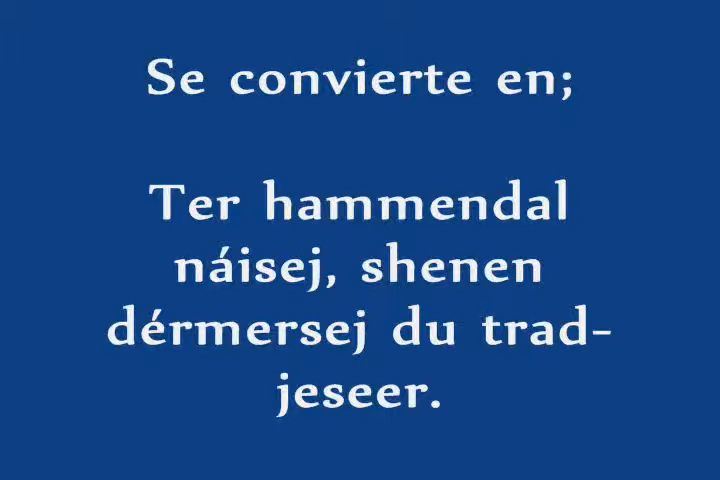 Se convierte en;
Ter hammendal
náisej, shenen
dérmersej du trad-
jeseer.